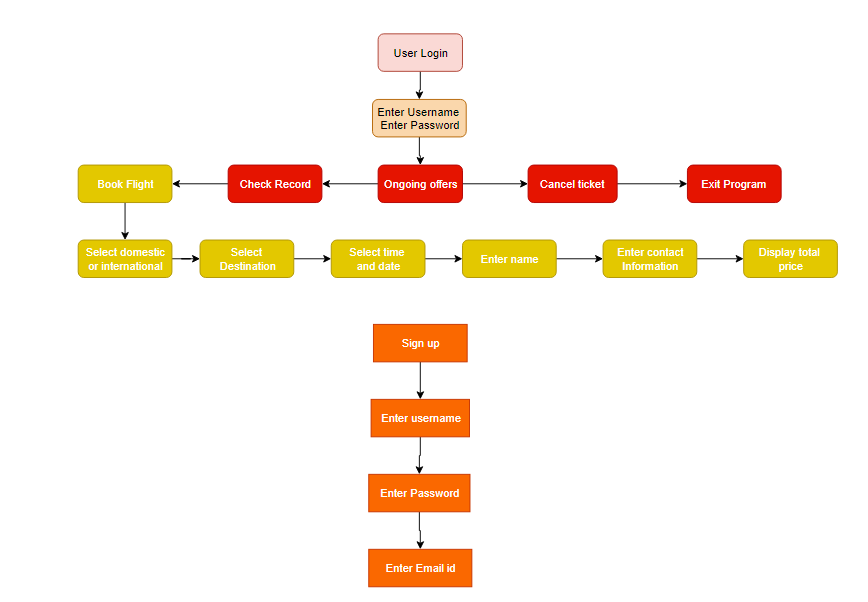 User Login
Enter Username
Enter Password
Book Flight
Check Record
Ongoing offers
Cancel ticket
Exit Program
Select domestic
or international
Select
Destination
Select time
and date
Enter name
Enter contact
Information
Display total
price
Sign up
Enter username
Enter Password
Enter Email id